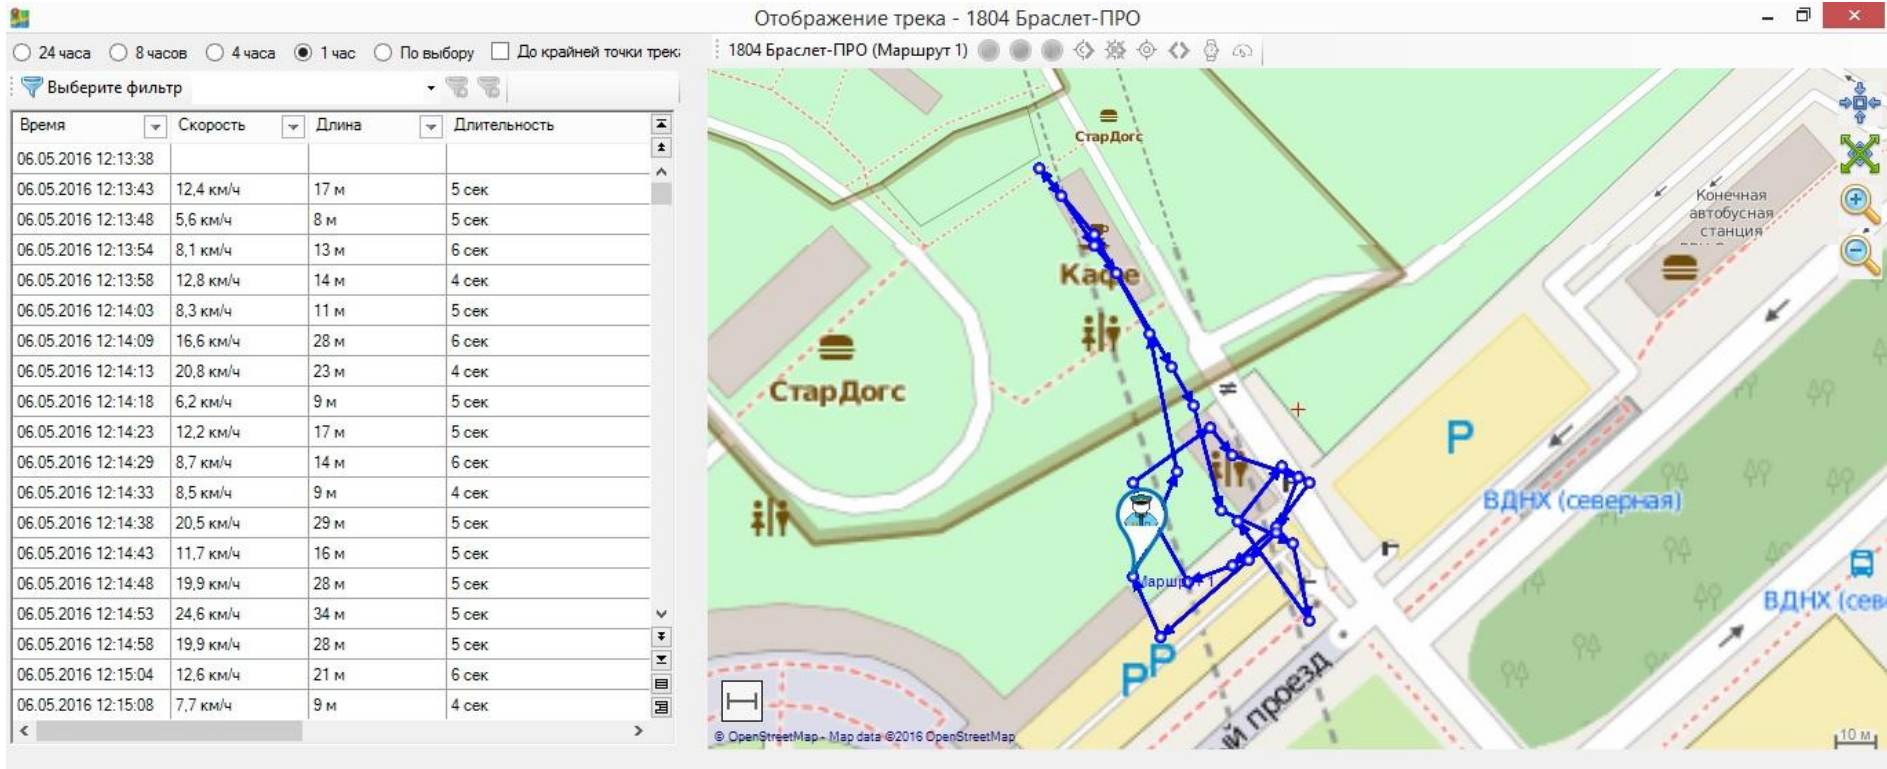 Отображение трека - 1804 Браслет-ПРО
24 часа 8 часов 4 часа 1 час По выбору До крайней точки трек
1804 Браслет-ПРО (Маршрут 1)
Выберите фильтр
Время Скорость Длина Длительность
06.05.2016 12:13:38
06.05.2016 12:13:43 12,4 км/ч 17 м 5 сек
06.05.2016 12:13:48 5,6 км/ч 8 м 5 сек
06.05.2016 12:13:54 8,1 км/ч 13 м 6 сек
06.05.2016 12:13:58 12,8 км/ч 14 м 4 сек
06.05.2016 12:14:03 8,3 км/ч 11 м 5 сек
06.05.2016 12:14:09 16,6 км/ч 28 м 6 сек
06.05.2016 12:14:13 20,8 км/ч 23 м 4 сек
06.05.2016 12:14:18 6,2 км/ч 9 м 5 сек
06.05.2016 12:14:23 12,2 км/ч 17 м 5 сек
06.05.2016 12:14:29 8,7 км/ч 14 м 6 сек
06.05.2016 12:14:33 8,5 км/ч 9 м 4 сек
06.05.2016 12:14:38 20,5 км/ч 29 м 5 сек
06.05.2016 12:14:43 11,7 км/ч 16 м 5 сек
06.05.2016 12:14:48 19,9 км/ч 28 м 5 сек
06.05.2016 12:14:53 24,6 км/ч 34 м 5 сек
06.05.2016 12:14:58 19,9 км/ч 28 м 5 сек
06.05.2016 12:15:04 12,6 км/ч 21 м 6 сек
06.05.2016 12:15:08 7,7 км/ч 9 м 4 сек
СтарДогс
Конечная
автобусная
станция
Кафе
СтарДогс
P
ВДНХ (северная)
Маршрут 1
ВДНХ (севе
P
P
ый проезд
© OpenStreetMap - Map data ©2016 OpenStreetMap
10 м